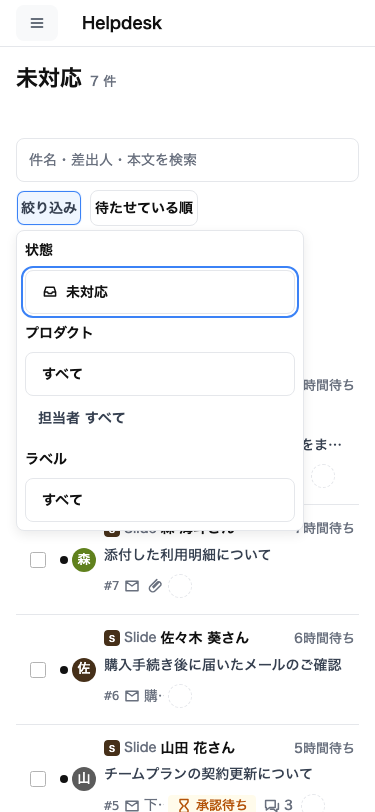 Helpdesk
未対応 7 件
件名・差出人・本文を検索
絞り込み 待たせている順
状態
未対応
プロダクト
すべて
時間待ち
担当者 すべて
をま…
ラベル
すべて
Slide
時間待ち
森 添付した利用明細について
#7
S Slide 佐々木 葵さん 6時間待ち
佐 購入手続き後に届いたメールのご確認
#6 購·
S Slide 山田 花さん 5時間待ち
山 チームプランの契約更新について
#5 下· 承認待ち 3